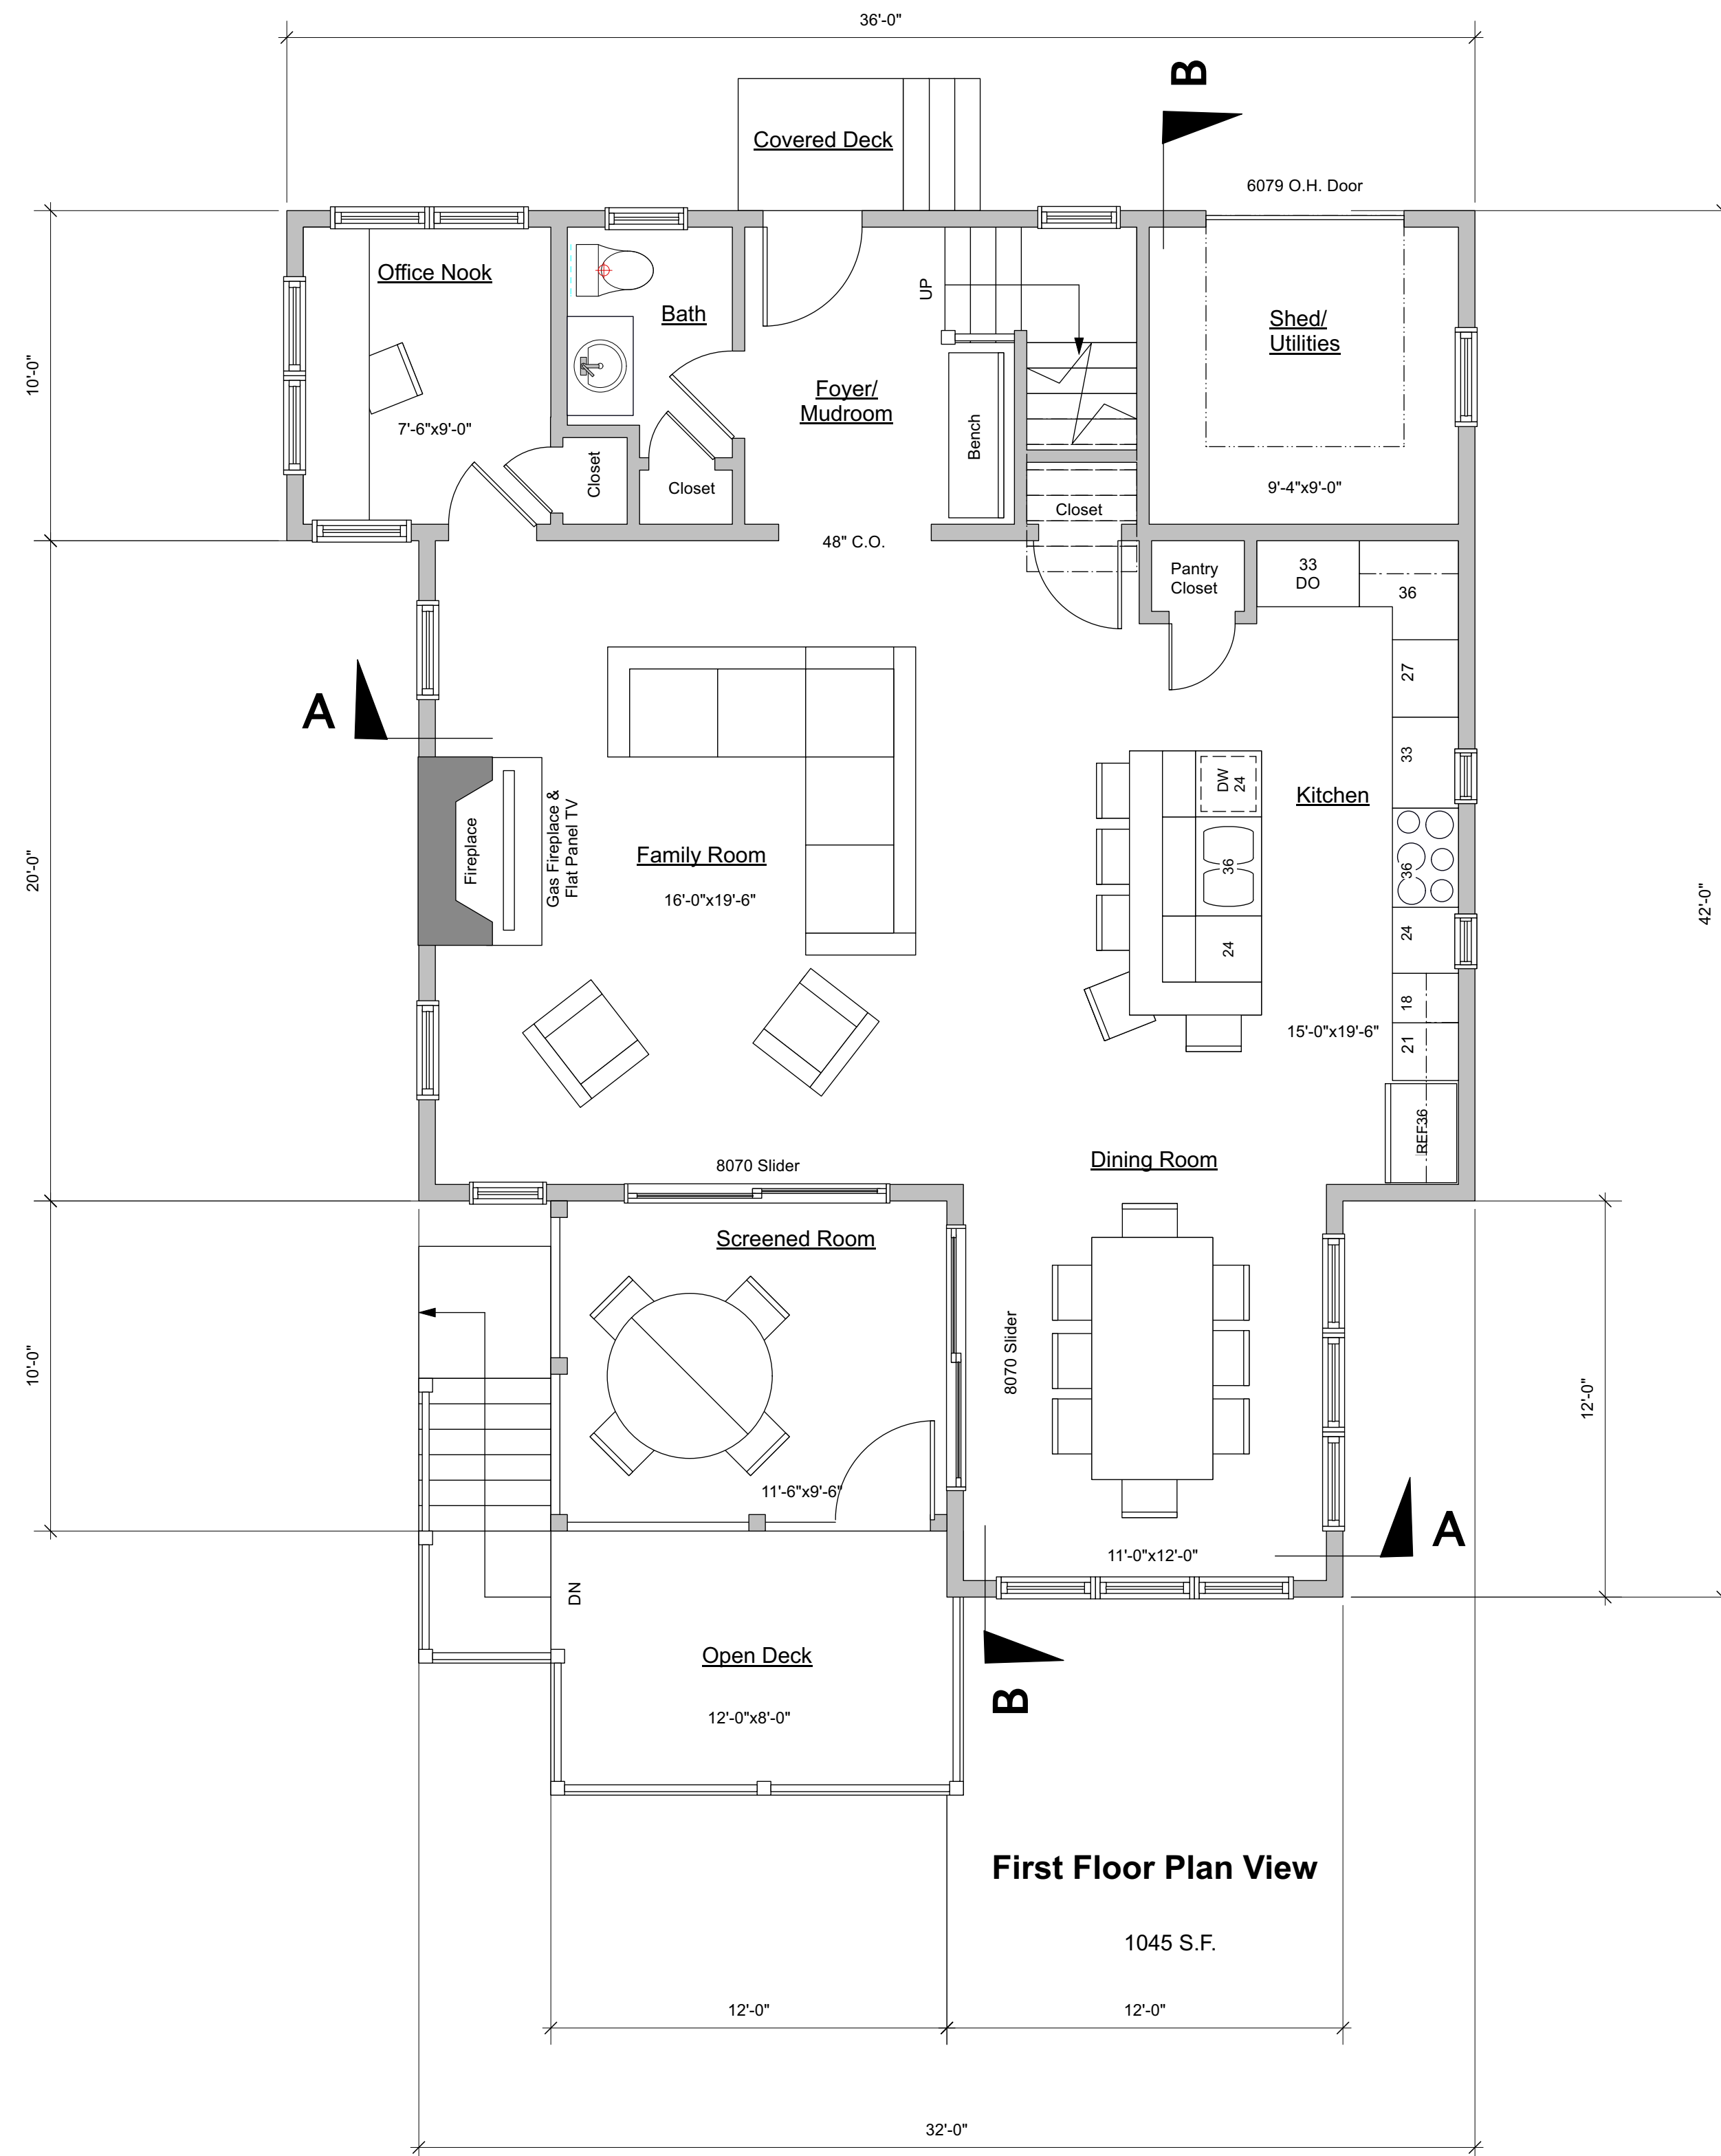 36'-0"
B
Covered Deck
6079 O.H. Door
Office Nook
Bath
UP
Shed/
Utilities
10'-0"
Foyer/
Mudroom
7'-6"x9'-0"
Bench
Closet
Closet
9'-4"x9'-0"
Closet
48" C.O.
Pantry
Closet
33
DO
36
27
A
33
DW
24
Kitchen
Fireplace
Gas Fireplace &
Flat Panel TV
Family Room
16'-0"x19'-6"
20'-0"
36
36
42'-0"
24
24
18
15'-0"x19'-6"
21
REF36
8070 Slider
Dining Room
Screened Room
10'-0"
8070 Slider
12'-0"
11'-6"x9'-6"
A
11'-0"x12'-0"
DN
Open Deck
B
12'-0"x8'-0"
First Floor Plan View
1045 S.F.
12'-0"
12'-0"
32'-0"